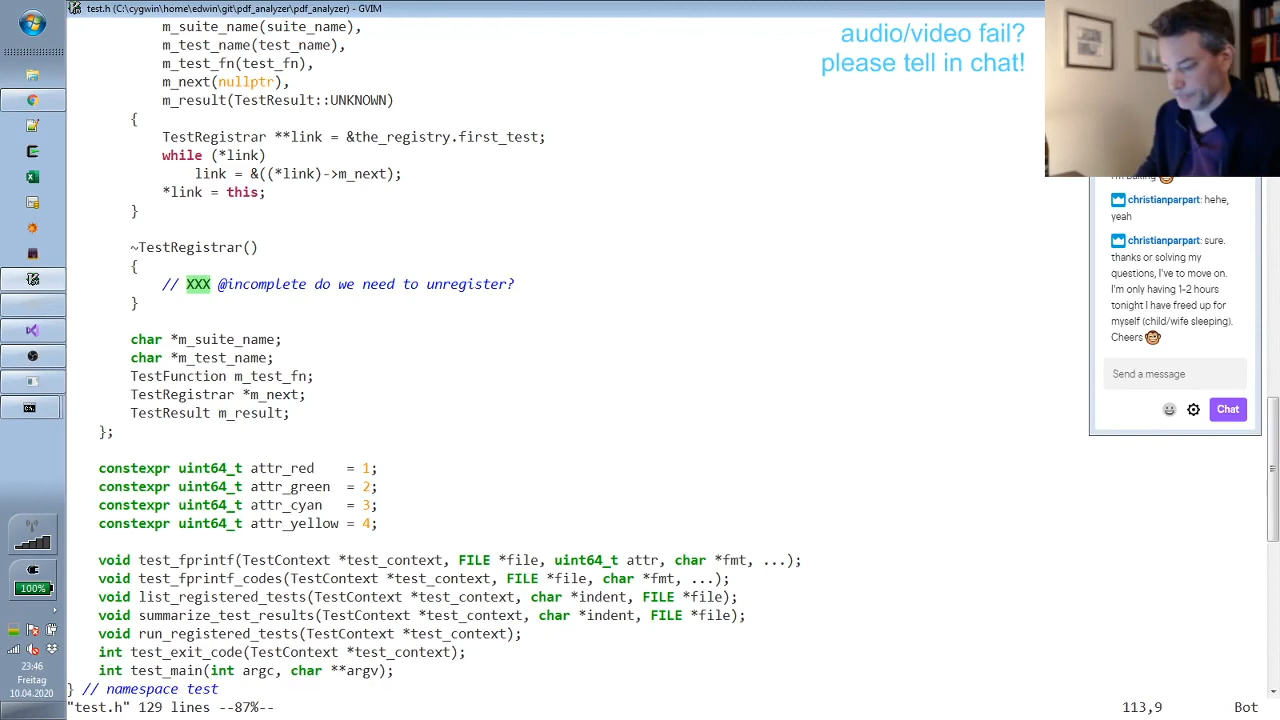 test.h (C:\cygwin\home\edwin\git\pdf_analyzer\pdf_analyzer) - GVIM
m_suite_name(suite_name),
m_test_name(test_name),
m_test_fn(test_fn),
m_next(nullptr),
m_result(TestResult::UNKNOWN)
{
TestRegistrar **link = &the_registry.first_test;
while (*link)
link = &((*link)->m_next);
*link = this;
}
~TestRegistrar()
{
// XXX @incomplete do we need to unregister?
}
char *m_suite_name;
char *m_test_name;
TestFunction m_test_fn;
TestRegistrar *m_next;
TestResult m_result;
};
constexpr uint64_t attr_red    = 1;
constexpr uint64_t attr_green  = 2;
constexpr uint64_t attr_cyan   = 3;
constexpr uint64_t attr_yellow = 4;
void test_fprintf(TestContext *test_context, FILE *file, uint64_t attr, char *fmt, ...);
void test_fprintf_codes(TestContext *test_context, FILE *file, char *fmt, ...);
void list_registered_tests(TestContext *test_context, char *indent, FILE *file);
void summarize_test_results(TestContext *test_context, char *indent, FILE *file);
void run_registered_tests(TestContext *test_context);
int test_exit_code(TestContext *test_context);
int test_main(int argc, char **argv);
} // namespace test
"test.h" 129 lines --87%--
113,9
Bot
audio/video fail?
please tell in chat!
christianparpart: hehe,
yeah
christianparpart: sure.
thanks or solving my
questions, I've to move on.
I'm only having 1-2 hours
tonight I have freed up for
myself (child/wife sleeping).
Cheers
Send a message
Chat
100%
23:46
Freitag
10.04.2020